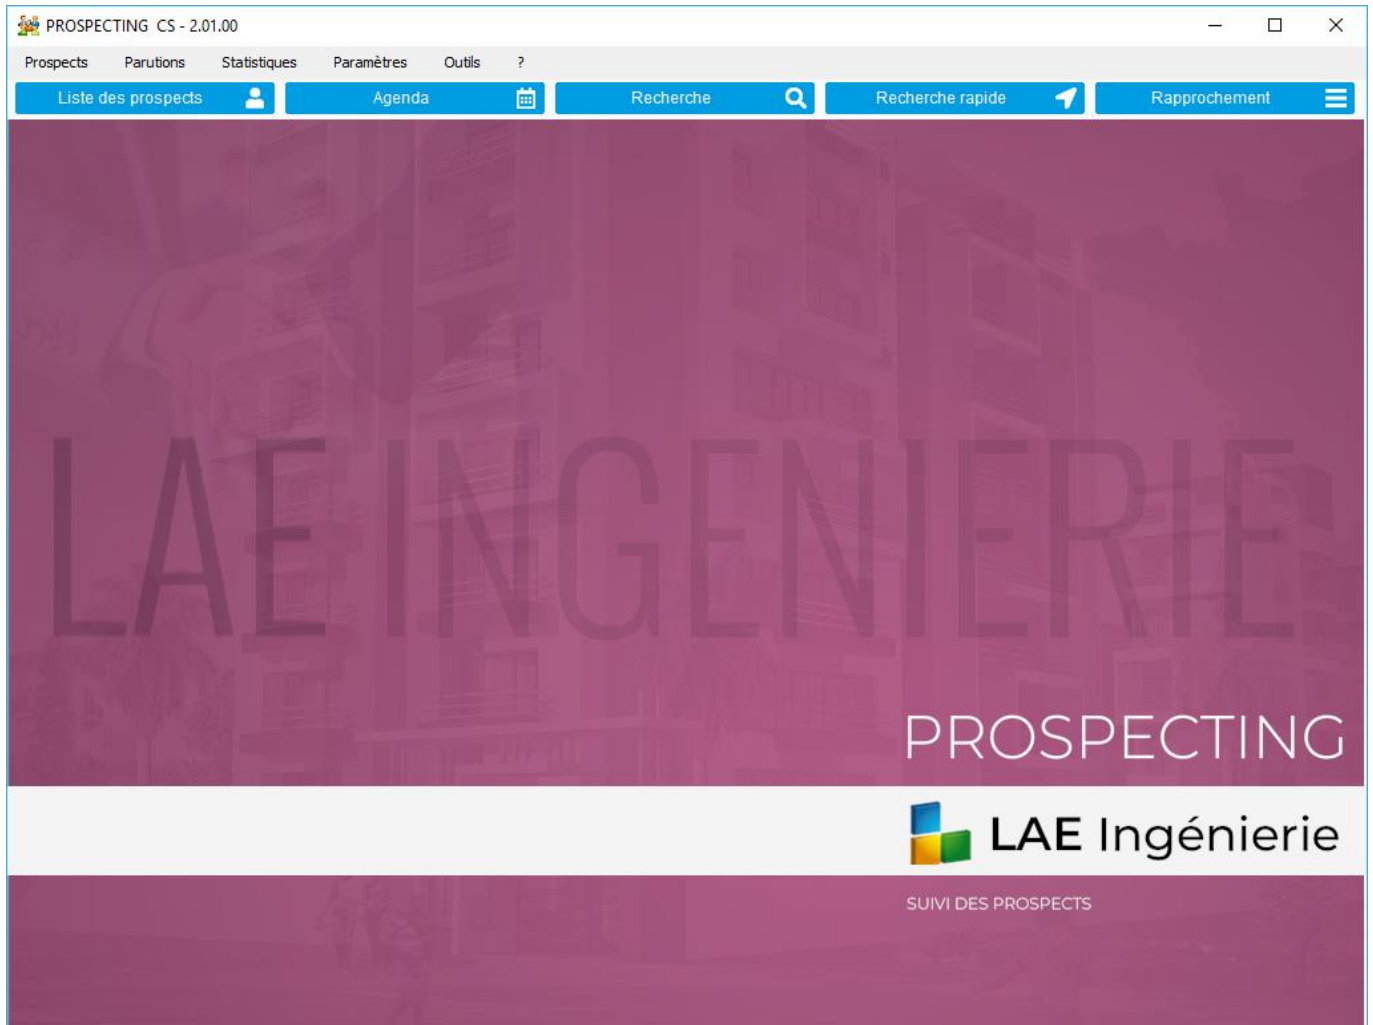 PROSPECTING CS - 2.01.00
Prospects Parutions Statistiques Paramètres Outils ?
Liste des prospects Agenda Recherche Recherche rapide Rapprochement
LAE INGENIERIE
PROSPECTING
LAE Ingénierie
SUIVI DES PROSPECTS